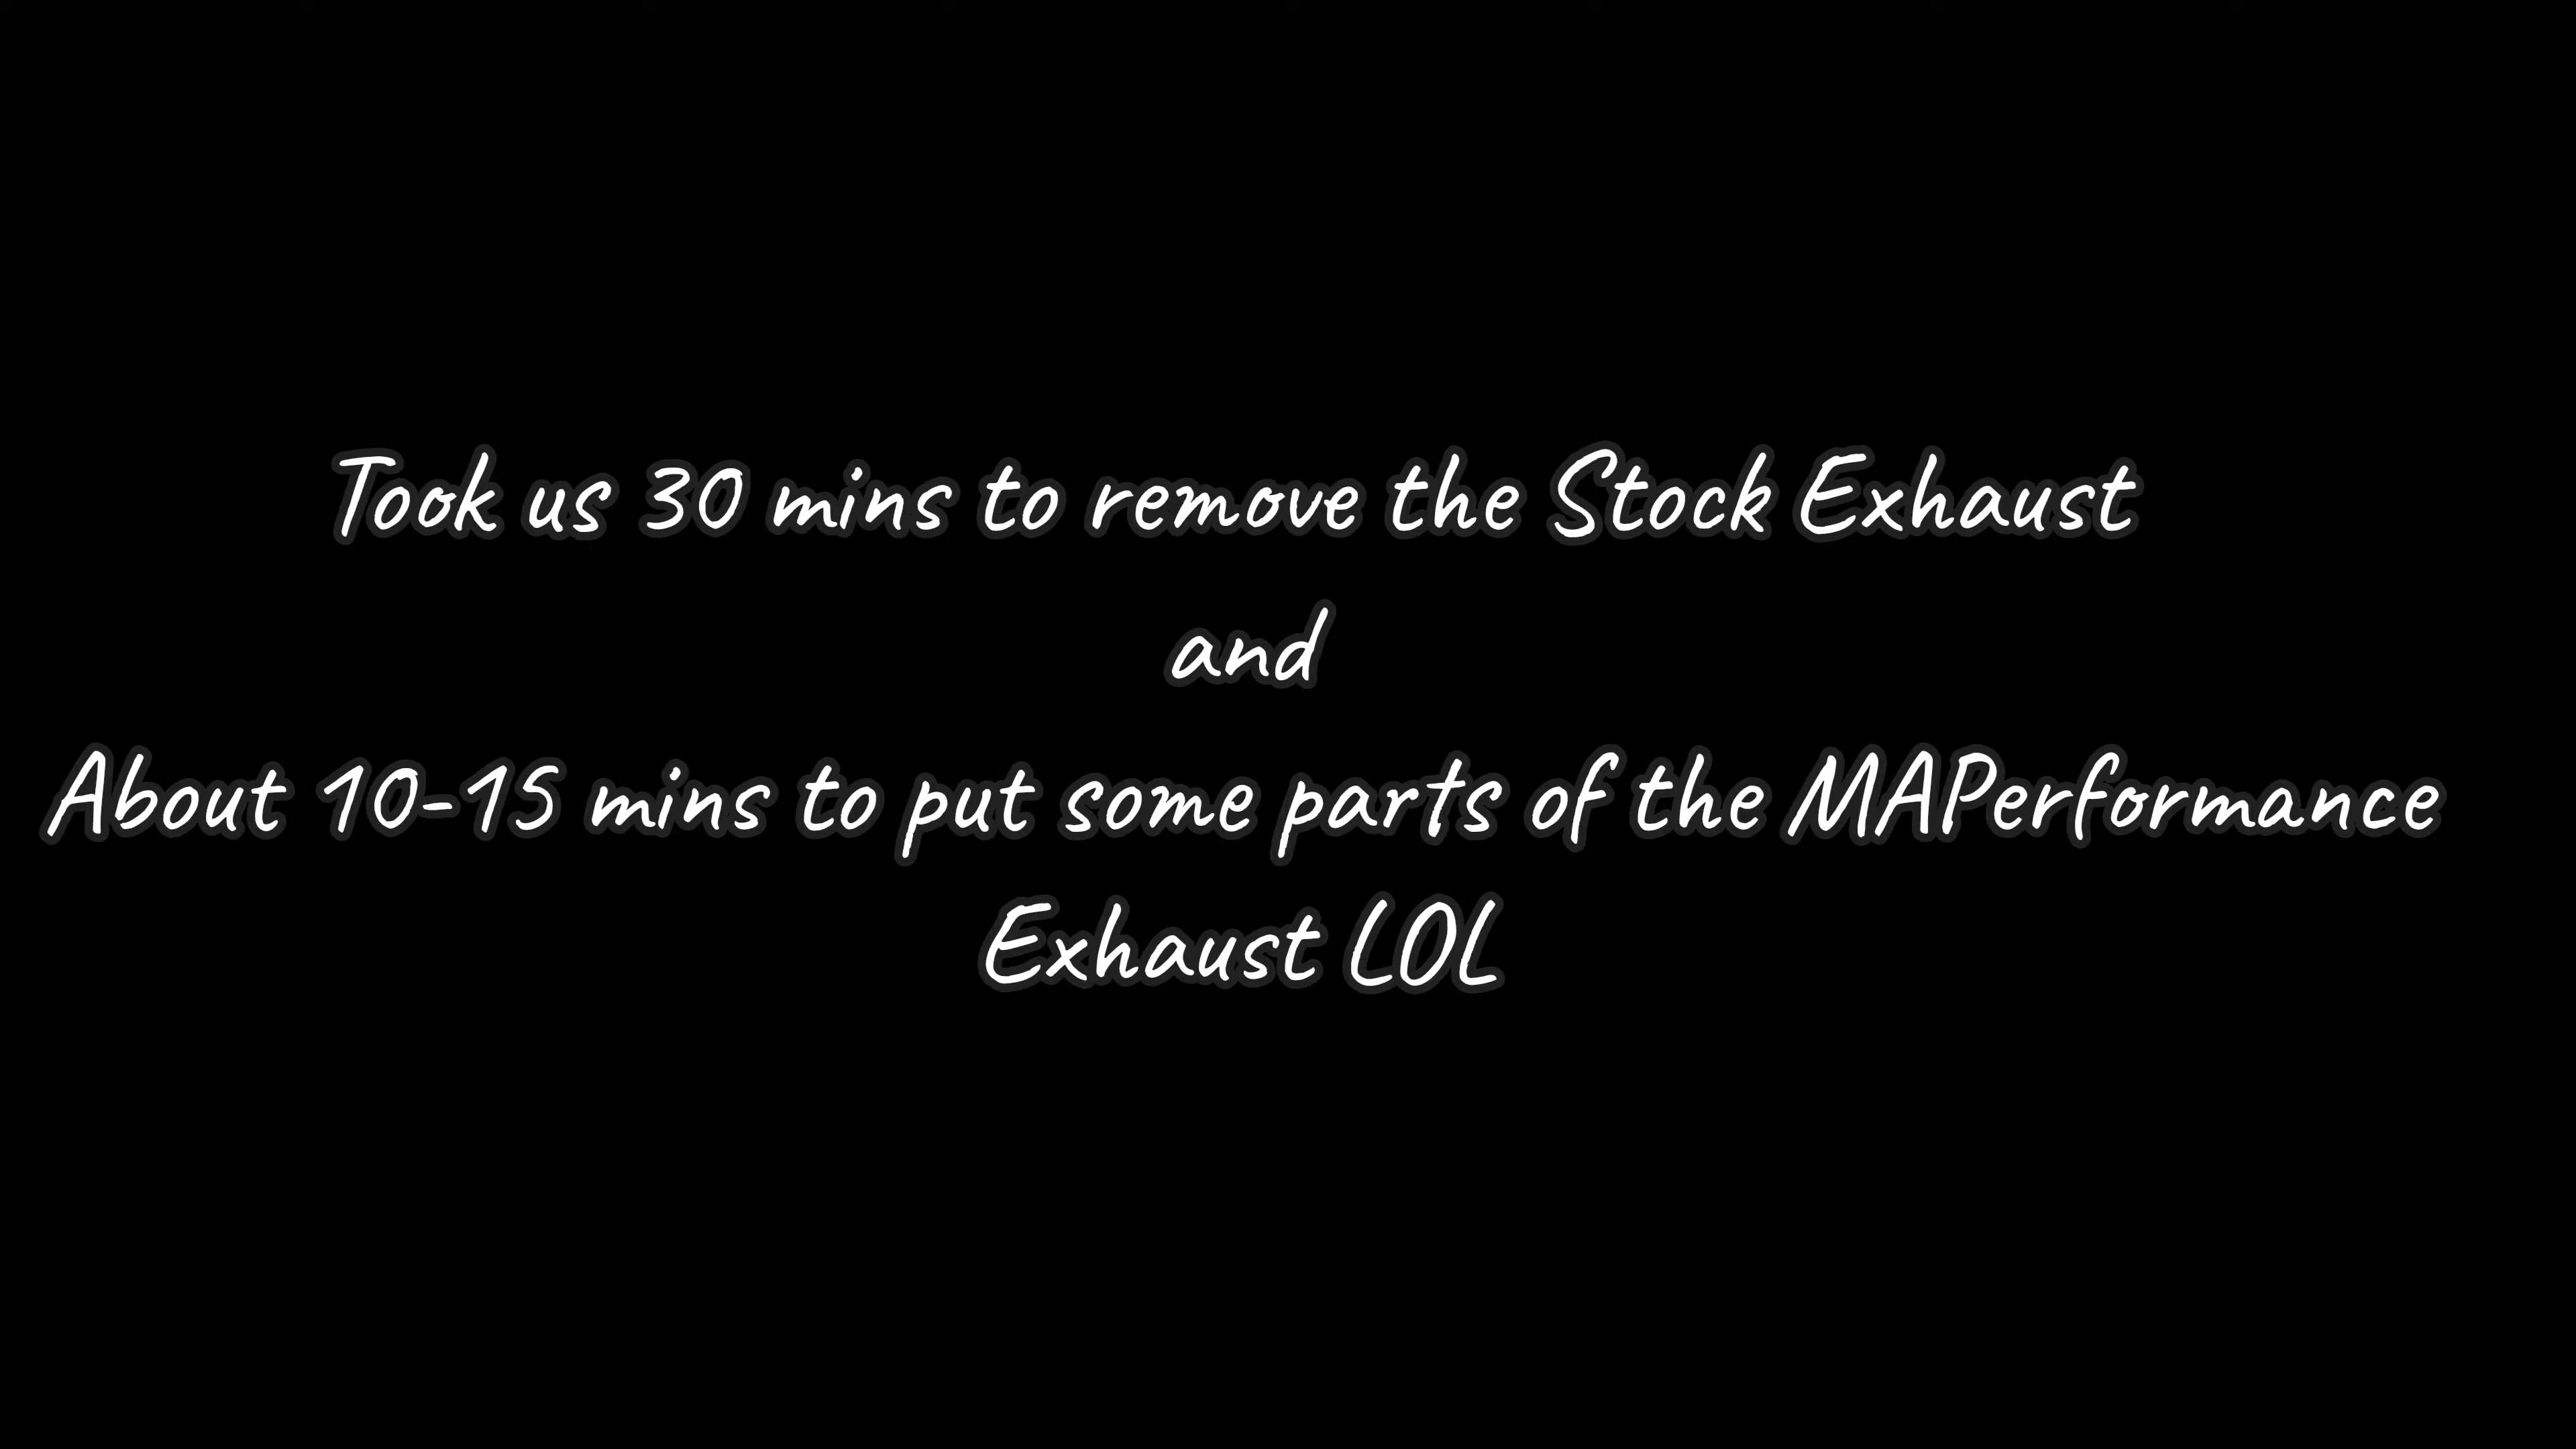 Took us 30 mins to remove the Stock Exhaust
and
About 10-15 mins to put some parts of the MAPerformance
Exhaust LOL